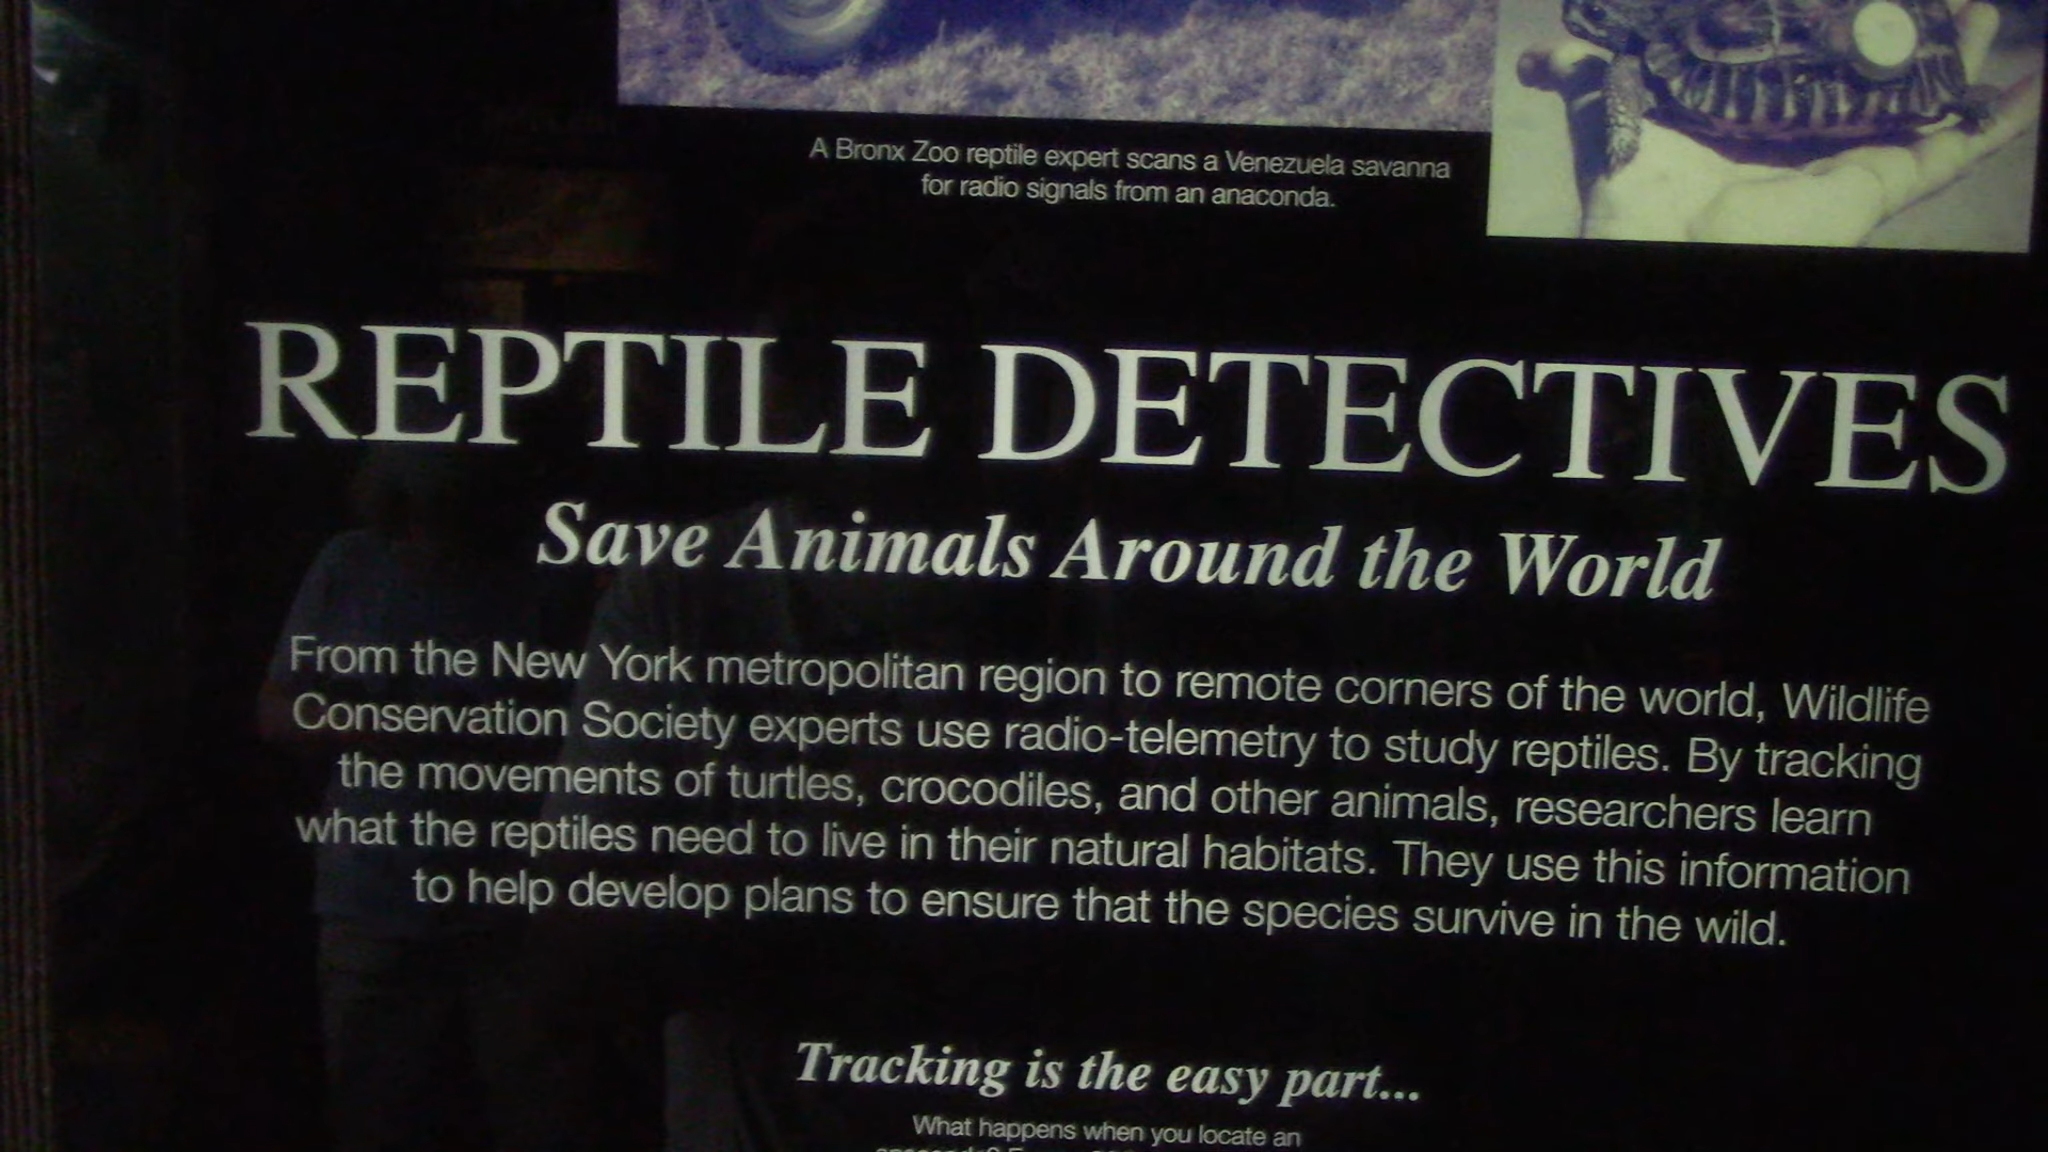 A Bronx Zoo reptile expert scans a Venezuela savanna
for radio signals from an anaconda.
REPTILE DETECTIVES
Save Animals Around the World
From the New York metropolitan region to remote corners of the world, Wildlife
Conservation Society experts use radio-telemetry to study reptiles. By tracking
the movements of turtles, crocodiles, and other animals, researchers learn
what the reptiles need to live in their natural habitats. They use this information
to help develop plans to ensure that the species survive in the wild.
Tracking is the easy part...
What happens when you locate an